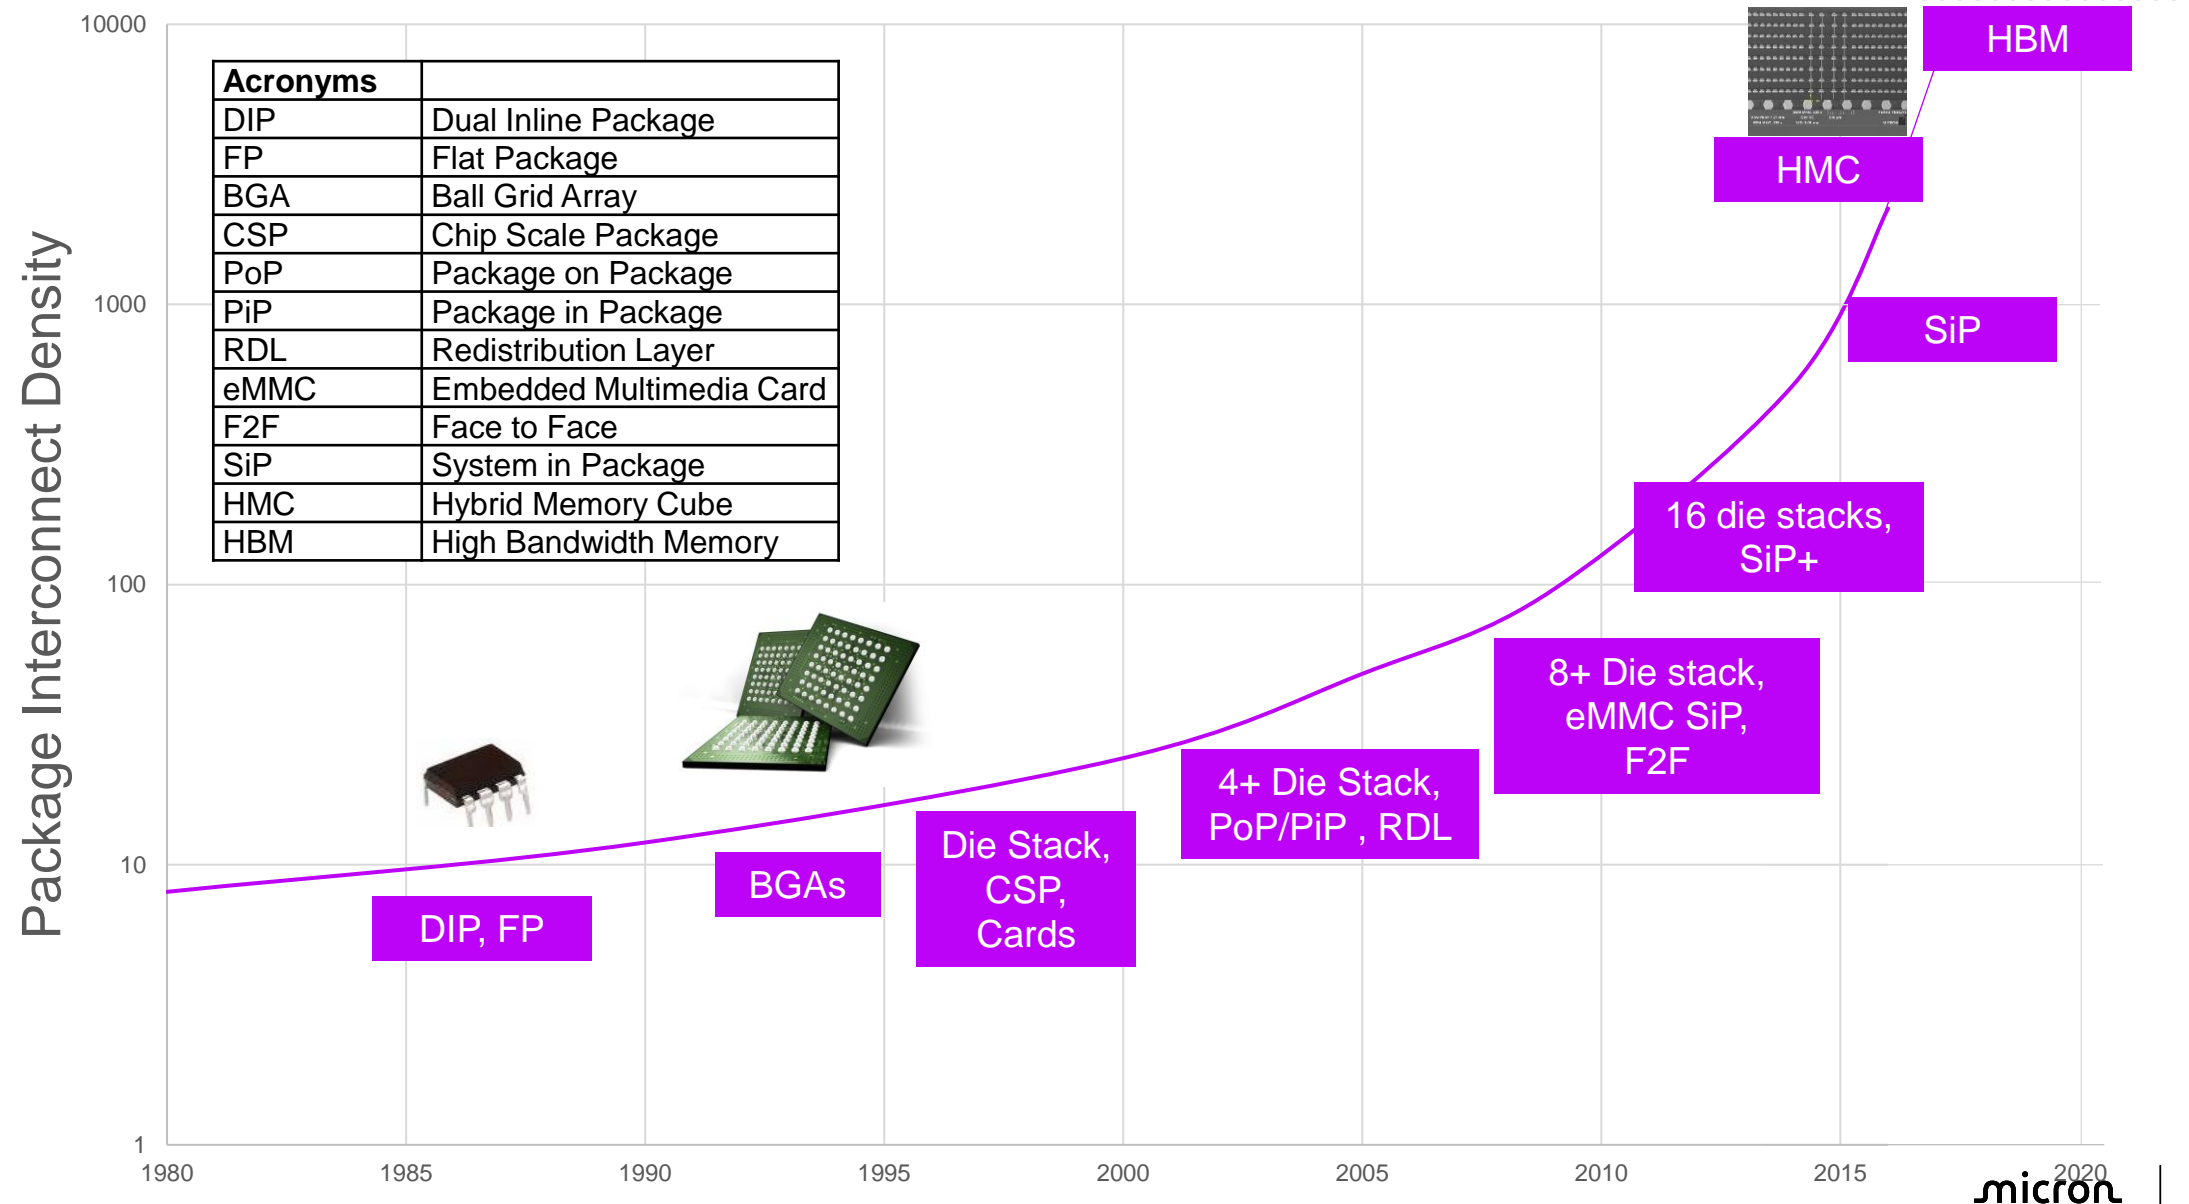 Package Interconnect Density
10000
1000
100
10
1
Acronyms
DIP Dual Inline Package
FP Flat Package
BGA Ball Grid Array
CSP Chip Scale Package
PoP Package on Package
PiP Package in Package
RDL Redistribution Layer
eMMC Embedded Multimedia Card
F2F Face to Face
SiP System in Package
HMC Hybrid Memory Cube
HBM High Bandwidth Memory
HBM
HMC
SiP
16 die stacks,
SiP+
8+ Die stack,
eMMC SiP,
F2F
4+ Die Stack,
PoP/PiP , RDL
Die Stack,
CSP,
Cards
BGAs
DIP, FP
1980 1985 1990 1995 2000 2005 2010 2015 2020
micron